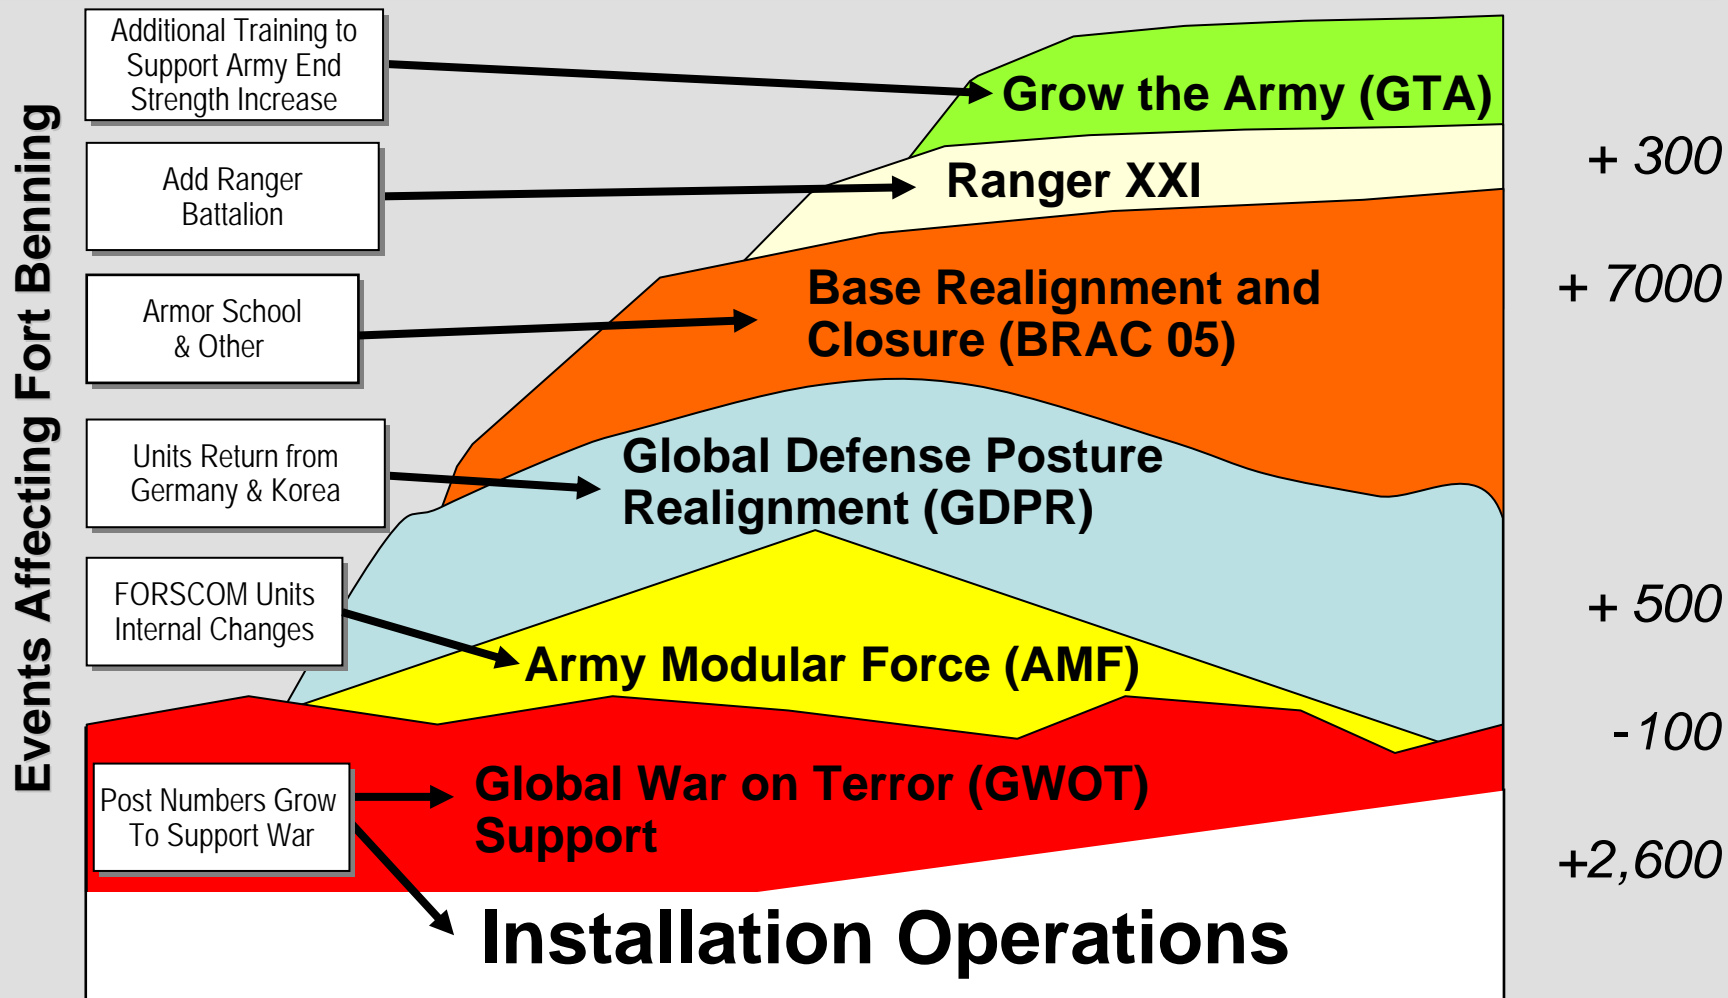 Events Affecting Fort Benning
Additional Training to
Support Army End
Strength Increase
Grow the Army (GTA)
Add Ranger
Battalion
Ranger XXI
+ 300
Armor School
& Other
Base Realignment and
Closure (BRAC 05)
+ 7000
Units Return from
Germany & Korea
Global Defense Posture
Realignment (GDPR)
+ 500
FORSCOM Units
Internal Changes
Army Modular Force (AMF)
-100
Post Numbers Grow
To Support War
Global War on Terror (GWOT)
Support
+2,600
Installation Operations